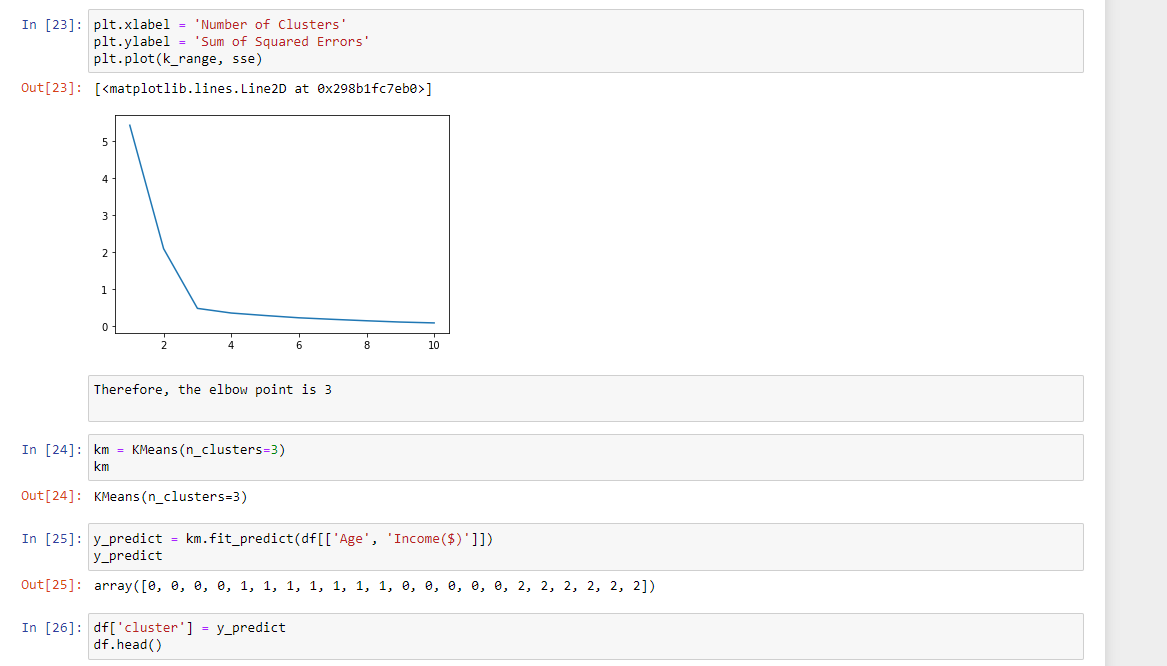 In [23]: plt.xlabel = 'Number of Clusters'
plt.ylabel = 'Sum of Squared Errors'
plt.plot(k_range, sse)
Out[23]: [<matplotlib.lines.Line2D at 0x298b1fc7eb0>]
5
4
3
2
1
0
2 4 6 8 10
Therefore, the elbow point is 3
In [24]: km = KMeans(n_clusters=3)
km
Out[24]: KMeans(n_clusters=3)
In [25]: y_predict = km.fit_predict(df[['Age', 'Income($)']])
y_predict
Out[25]: array([0, 0, 0, 0, 1, 1, 1, 1, 1, 1, 1, 0, 0, 0, 0, 0, 2, 2, 2, 2, 2, 2])
In [26]: df['cluster'] = y_predict
df.head()